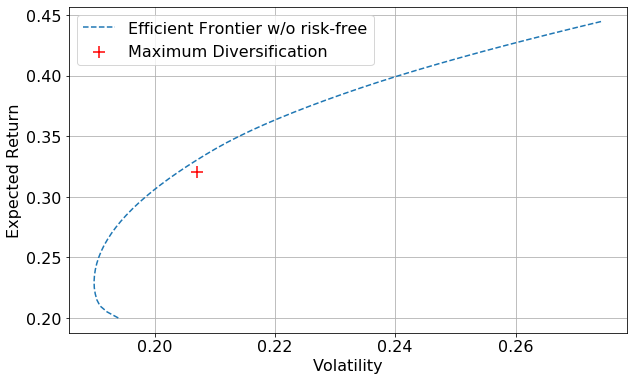 Efficient Frontier w/o risk-free
Maximum Diversification
Expected Return
0.45
0.40
0.35
0.30
0.25
0.20
0.20 0.22 0.24 0.26
Volatility